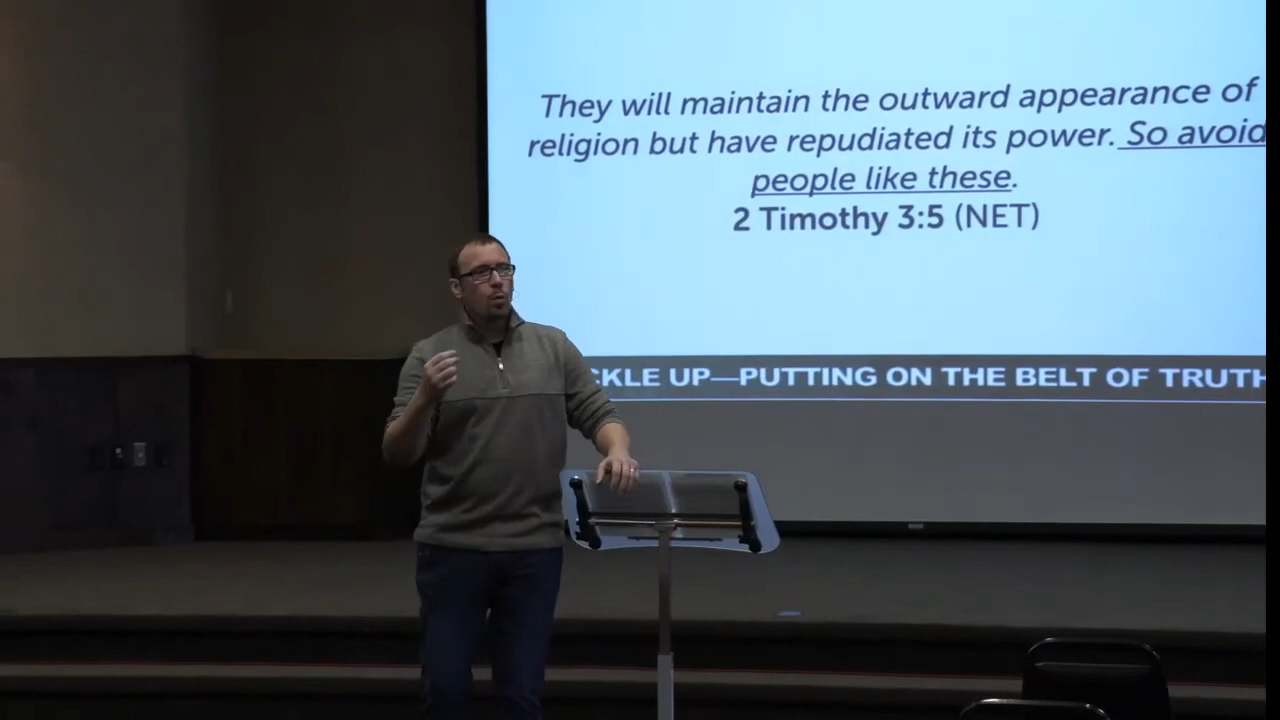 They will maintain the outward appearance of
religion but have repudiated its power. So avoid
people like these.
2 Timothy 3:5 (NET)
CKLE UP—PUTTING ON THE BELT OF TRUTH